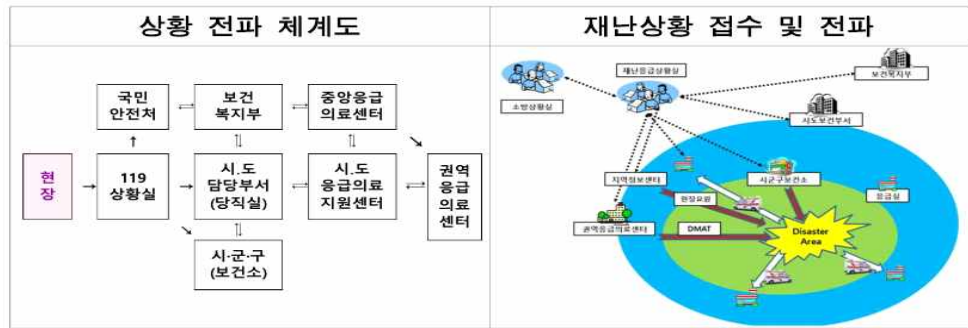 상황 전파 체계도
재난상황 접수 및 전파
국민
안전처
보건
복지부
중앙응급
의료센터
현
장
119
상황실
시.도
담당부서
(당직실)
시.도
응급의료
지원센터
권역
응급
의료
센터
시·군·구
(보건소)
재난응급상황실
보건복지부
소방상황실
시도보건부서
지역정보센터
시군구보건소
현장요원
응급실
권역응급의료센터
DMAT
Disaster
Area